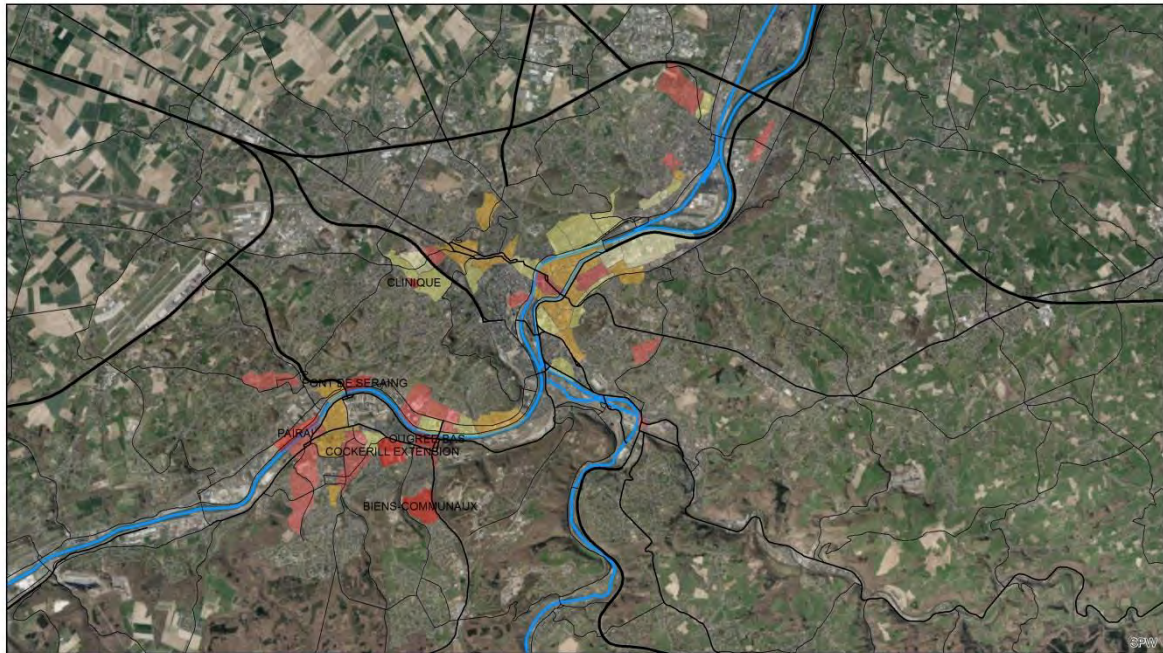 CLINIQUE
PONT DE SERAING
PAIRAY
OUGREE BAS
COCKERILL EXTENSION
BIENS-COMMUNAUX
SPW